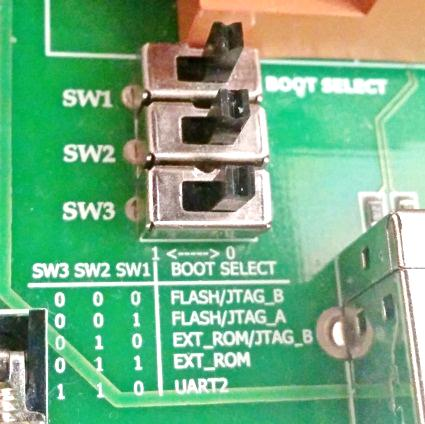 BOOT SELECT
SW1
SW2
SW3
1 <-----> 0
SW3 SW2 SW1 | BOOT SELECT
0 0 0 | FLASH/JTAG_B
0 0 1 | FLASH/JTAG_A
0 1 0 | EXT_ROM/JTAG_B
0 1 1 | EXT_ROM
1 1 0 | UART2